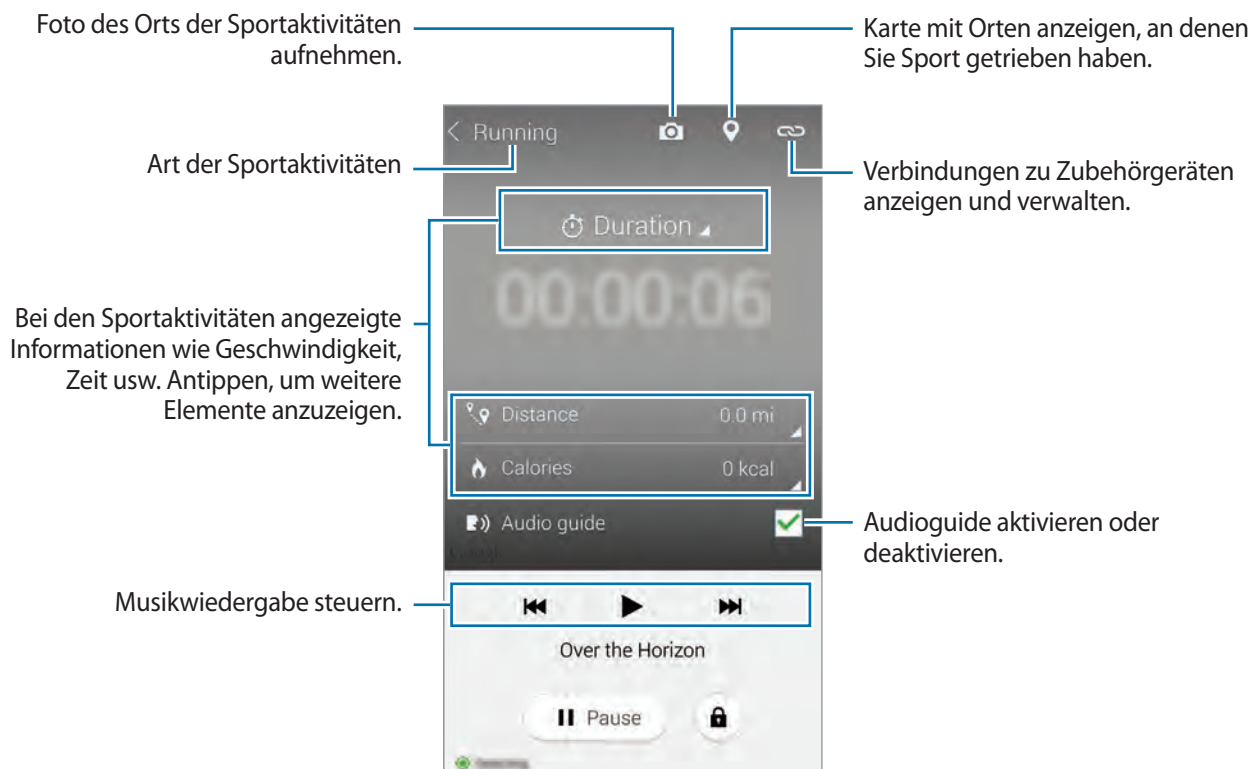 Foto des Orts der Sportaktivitäten
aufnehmen.
Karte mit Orten anzeigen, an denen
Sie Sport getrieben haben.
Running
Art der Sportaktivitäten
Verbindungen zu Zubehörgeräten
anzeigen und verwalten.
Duration
00:00:06
Bei den Sportaktivitäten angezeigte
Informationen wie Geschwindigkeit,
Zeit usw. Antippen, um weitere
Elemente anzuzeigen.
Distance 0.0 mi
Calories 0 kcal
Audio guide
Audioguide aktivieren oder
deaktivieren.
Musikwiedergabe steuern.
Over the Horizon
Pause